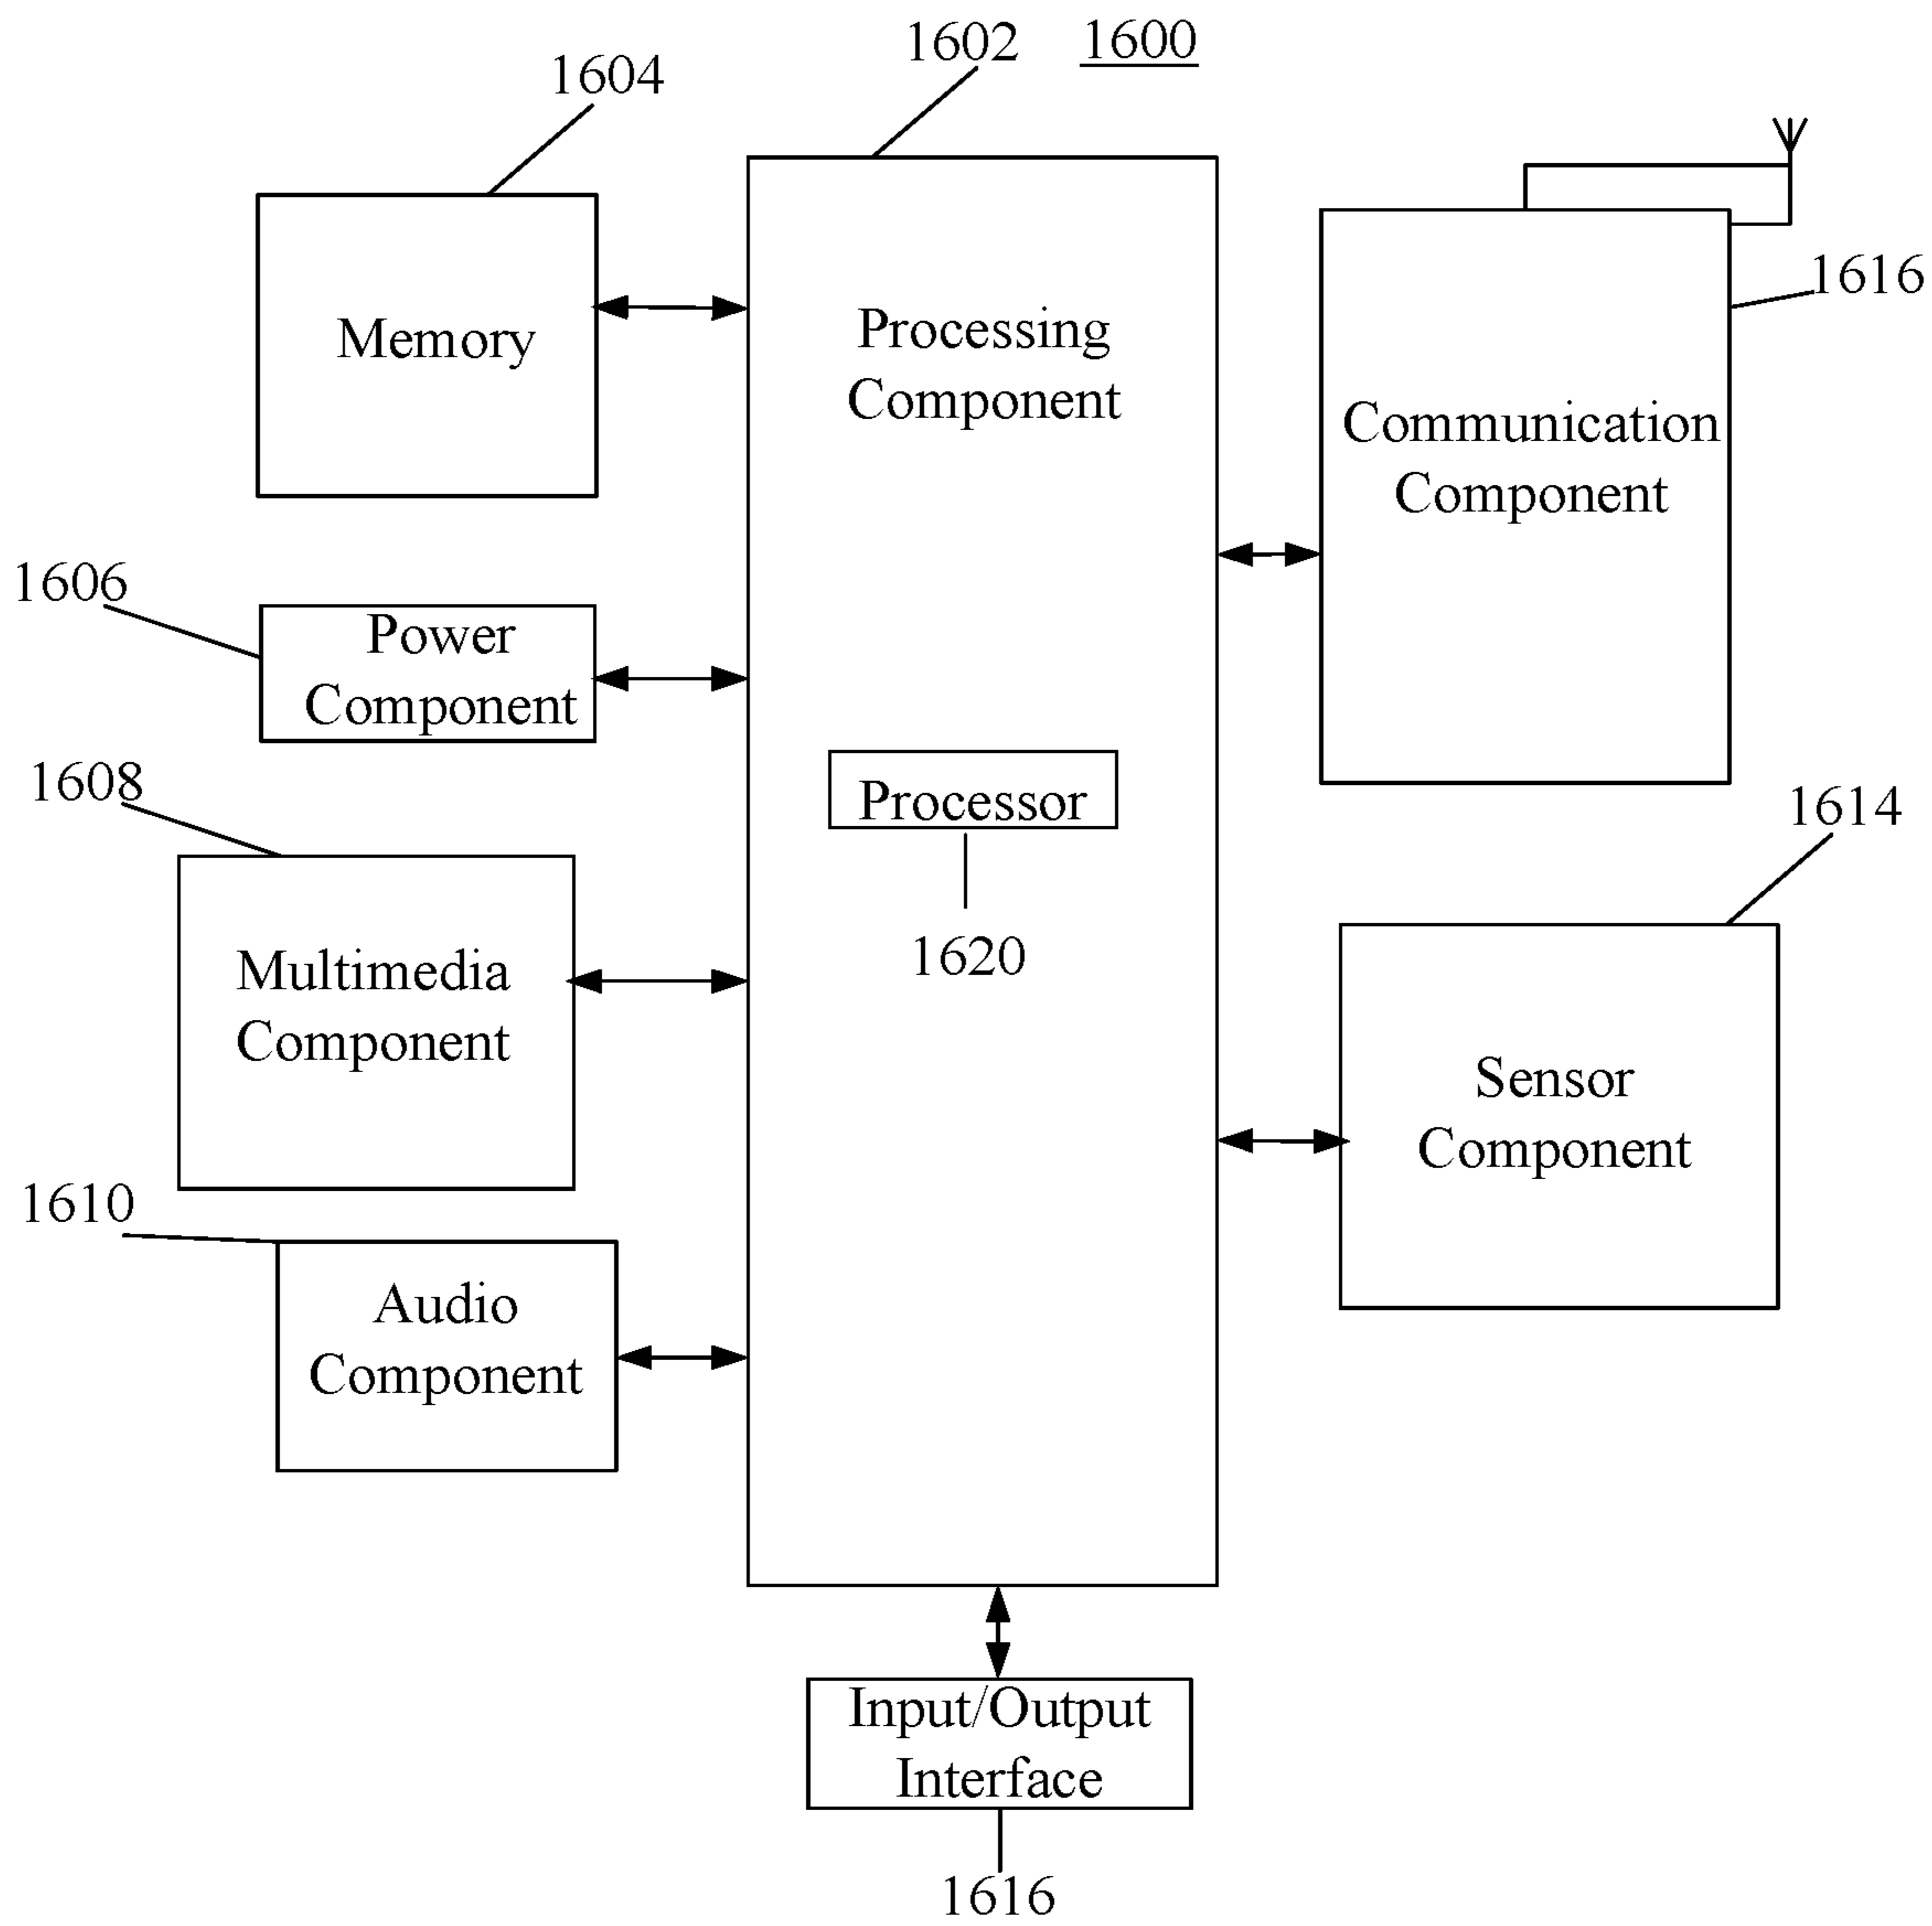 1602
1600
1604
Memory
Processing
Component
1616
Communication
Component
1606
Power
Component
1608
Processor
1614
1620
Multimedia
Component
Sensor
Component
1610
Audio
Component
Input/Output
Interface
1616